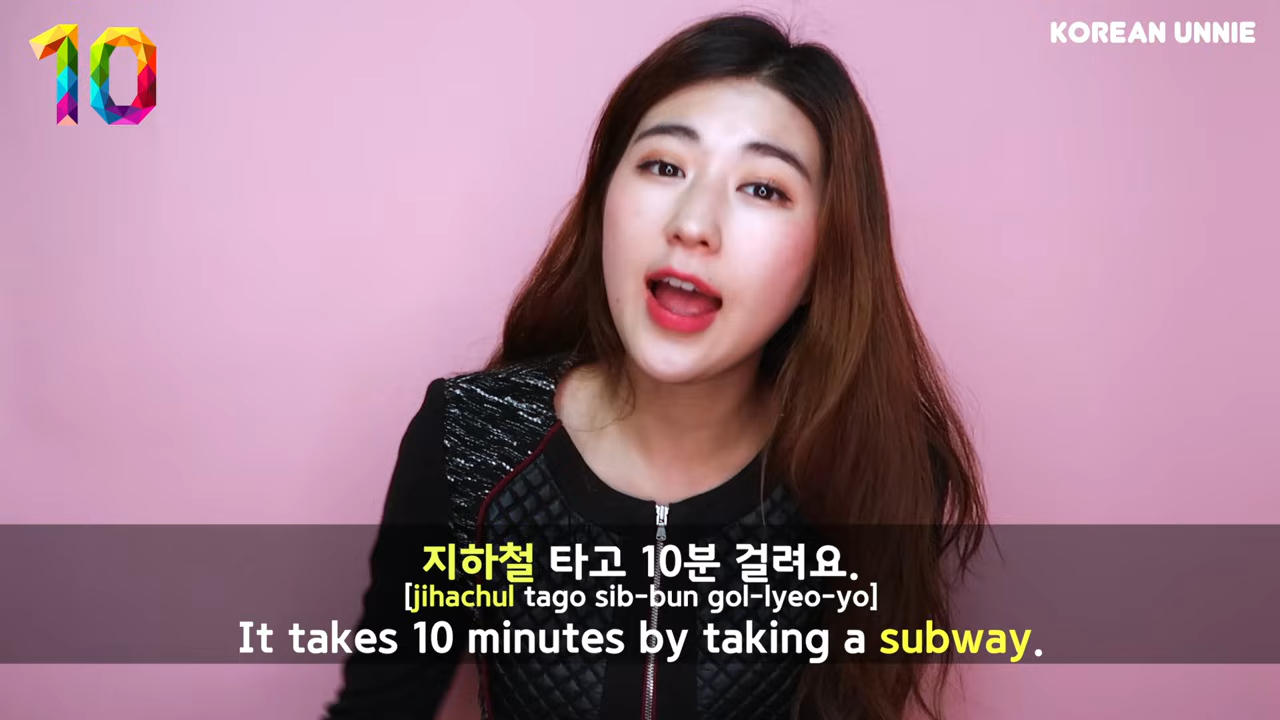 10
KOREAN UNNIE
지하철 타고 10분 걸려요.
[jihachul tago sib-bun gol-lyeo-yo]
It takes 10 minutes by taking a subway.